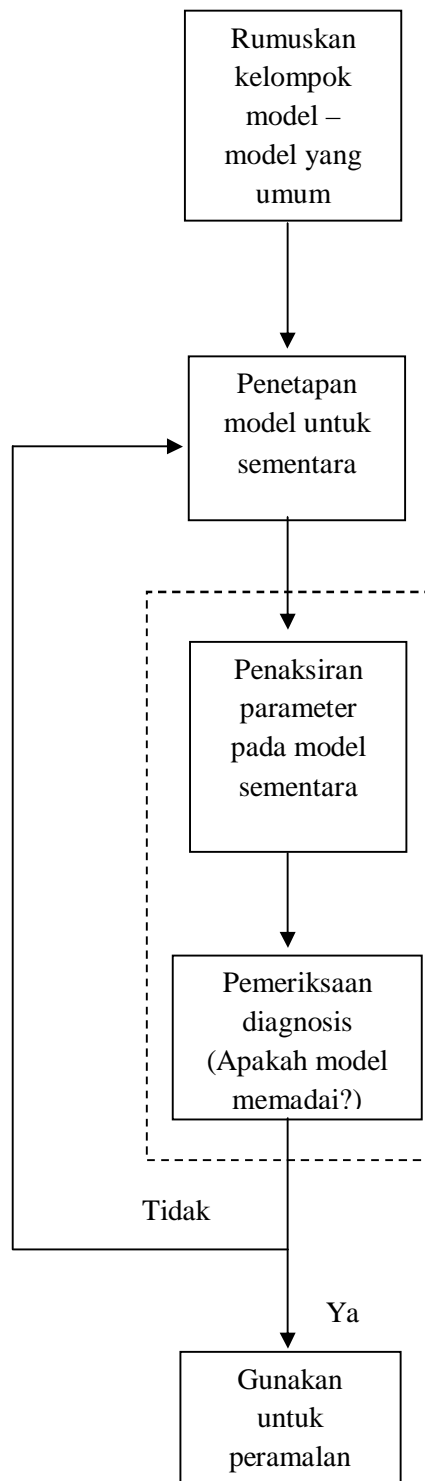 Rumuskan
kelompok
model –
model yang
umum
Penetapan
model untuk
sementara
Penaksiran
parameter
pada model
sementara
Pemeriksaan
diagnosis
(Apakah model
memadai?)
Tidak
Ya
Gunakan
untuk
peramalan